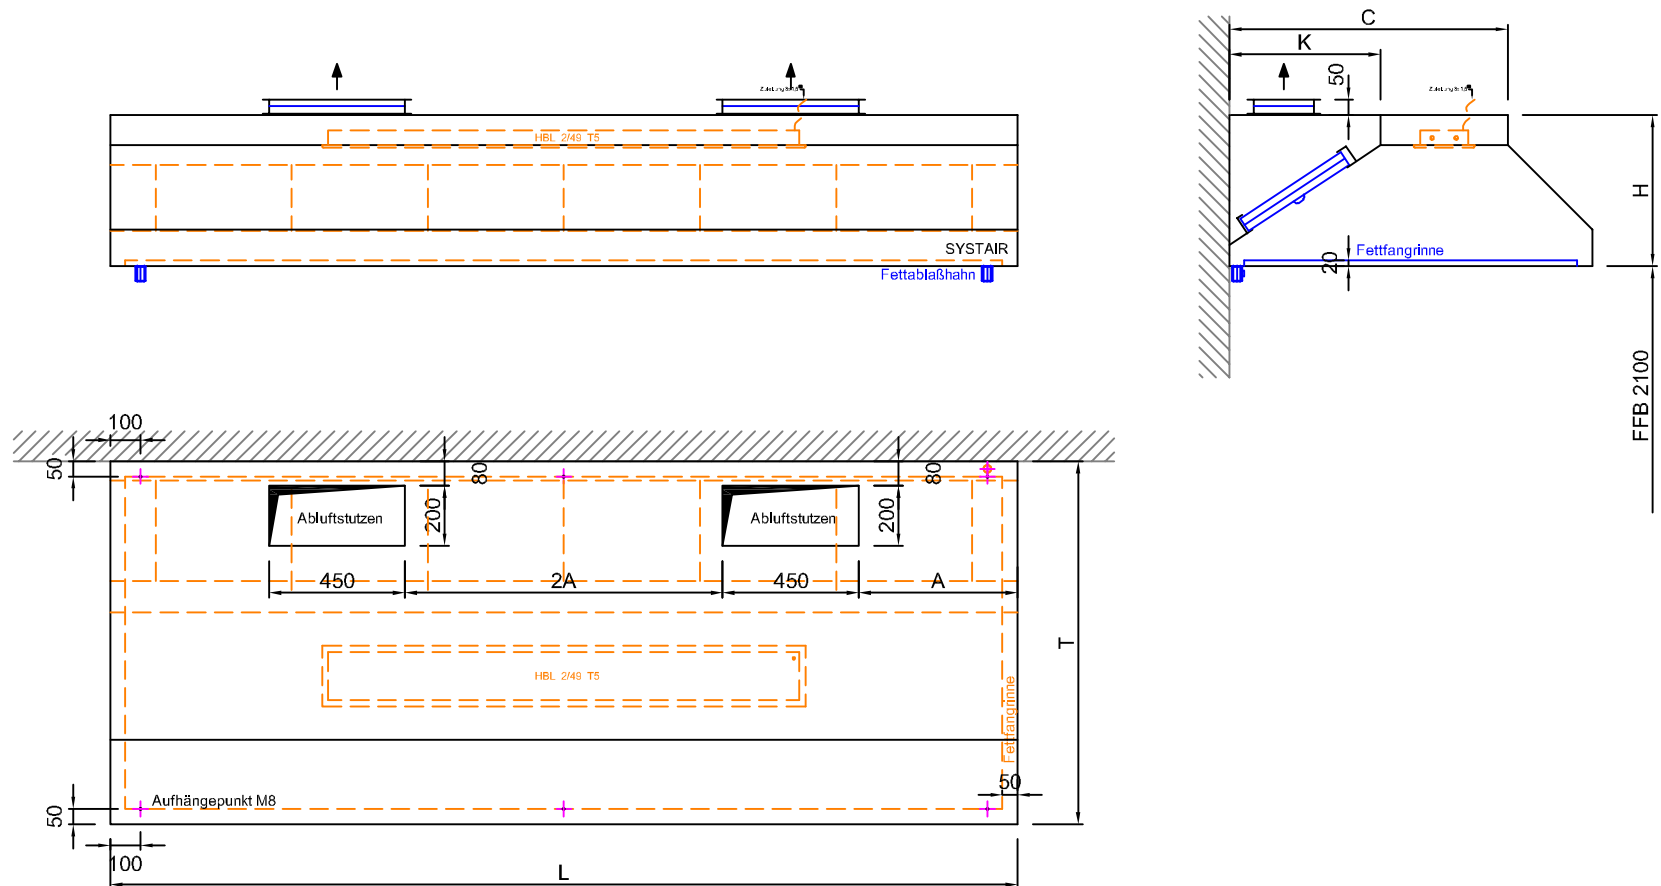 HBL 2/49 T5
SYSTAIR
Fettablaßhahn
C
K
50
H
Fettfangrinne
20
FFB 2100
100
50
80
80
Abluftstutzen
200
Abluftstutzen
200
450
2A
450
A
T
HBL 2/49 T5
Fettfangrinne
50
Aufhängepunkt M8
50
100
L